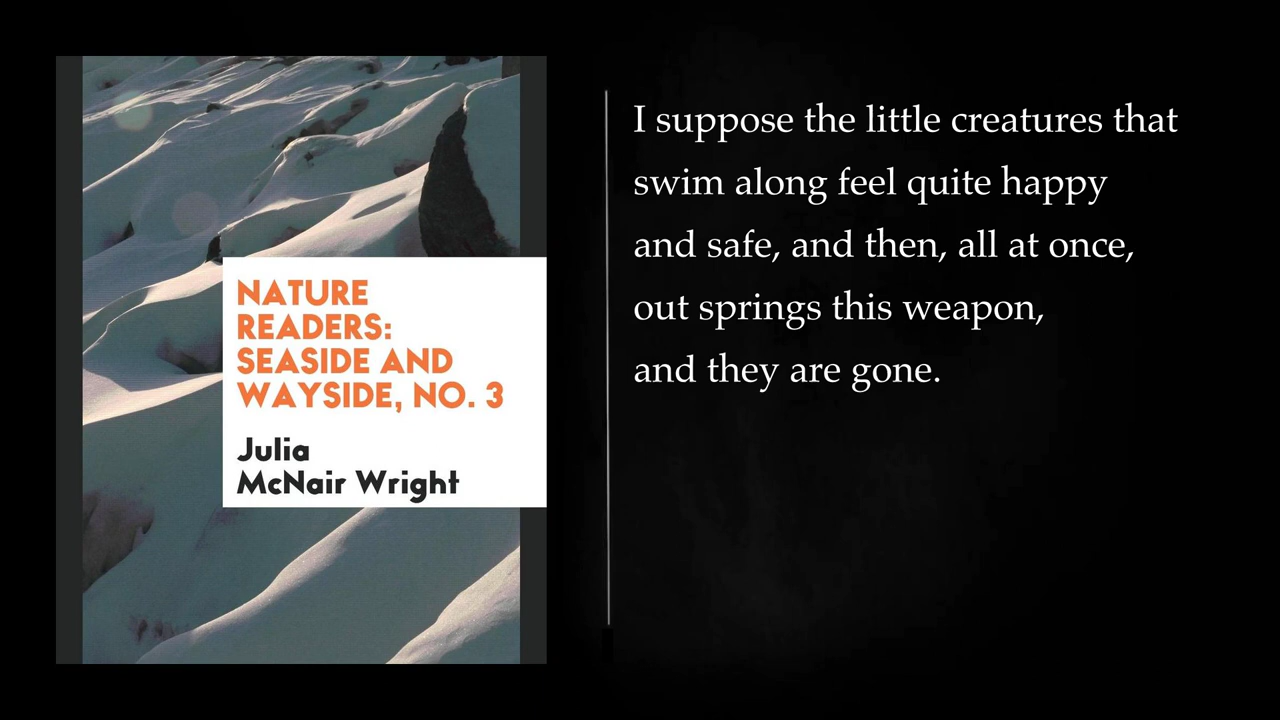 NATURE
READERS:
SEASIDE AND
WAYSIDE, NO. 3
Julia
McNair Wright
I suppose the little creatures that
swim along feel quite happy
and safe, and then, all at once,
out springs this weapon,
and they are gone.